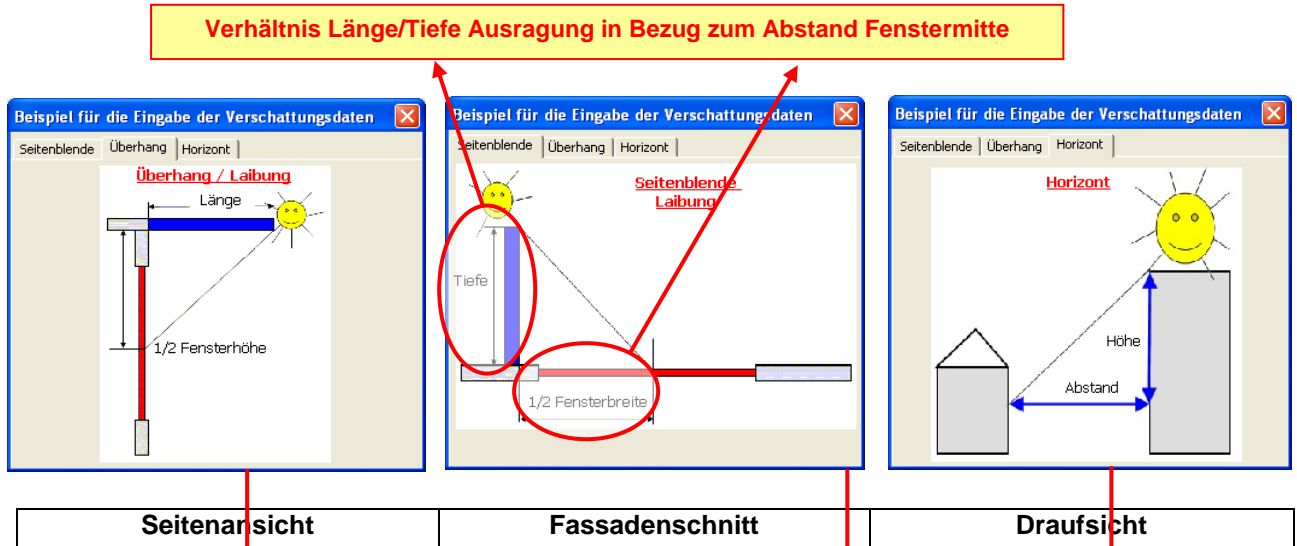 Verhältnis Länge/Tiefe Ausragung in Bezug zum Abstand Fenstermitte
Beispiel für die Eingabe der Verschattungsdaten
Seitenblende Überhang Horizont
Überhang / Laibung
Länge
1/2 Fensterhöhe
Beispiel für die Eingabe der Verschattungsdaten
Seitenblende Überhang Horizont
Seitenblende
Laibung
Tiefe
1/2 Fensterbreite
Beispiel für die Eingabe der Verschattungsdaten
Seitenblende Überhang Horizont
Horizont
Höhe
Abstand
Seitenansicht Fassadenschnitt Draufsicht